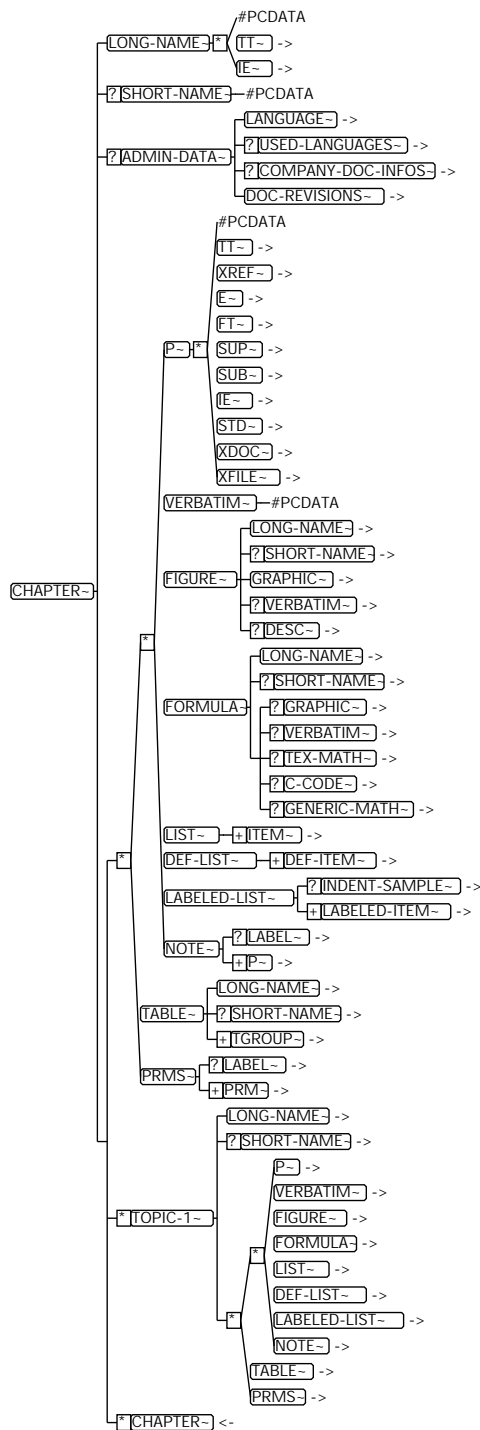 #PCDATA
LONG-NAME~ * TT~ ->
IE~ ->
? SHORT-NAME~ #PCDATA
LANGUAGE~ ->
? USED-LANGUAGES~ ->
? ADMIN-DATA~
? COMPANY-DOC-INFOS~ ->
DOC-REVISIONS~ ->
#PCDATA
TT~ ->
XREF~ ->
E~ ->
FT~ ->
P~ * SUP~ ->
SUB~ ->
IE~ ->
STD~ ->
XDOC~ ->
XFILE~ ->
VERBATIM~ #PCDATA
LONG-NAME~ ->
? SHORT-NAME~ ->
FIGURE~ GRAPHIC~ ->
CHAPTER~
? VERBATIM~ ->
? DESC~ ->
*
LONG-NAME~ ->
? SHORT-NAME~ ->
FORMULA~ ? GRAPHIC~ ->
? VERBATIM~ ->
? TEX-MATH~ ->
? C-CODE~ ->
? GENERIC-MATH~ ->
LIST~ + ITEM~ ->
* DEF-LIST~ + DEF-ITEM~ ->
? INDENT-SAMPLE~ ->
LABELED-LIST~
+ LABELED-ITEM~ ->
? LABEL~ ->
NOTE~
+ P~ ->
LONG-NAME~ ->
TABLE~ ? SHORT-NAME~ ->
+ TGROUP~ ->
? LABEL~ ->
PRMS~
+ PRM~ ->
LONG-NAME~ ->
? SHORT-NAME~ ->
P~ ->
VERBATIM~ ->
* TOPIC-1~ FIGURE~ ->
FORMULA~ ->
*
LIST~ ->
DEF-LIST~ ->
* LABELED-LIST~ ->
NOTE~ ->
TABLE~ ->
PRMS~ ->
* CHAPTER~ <-